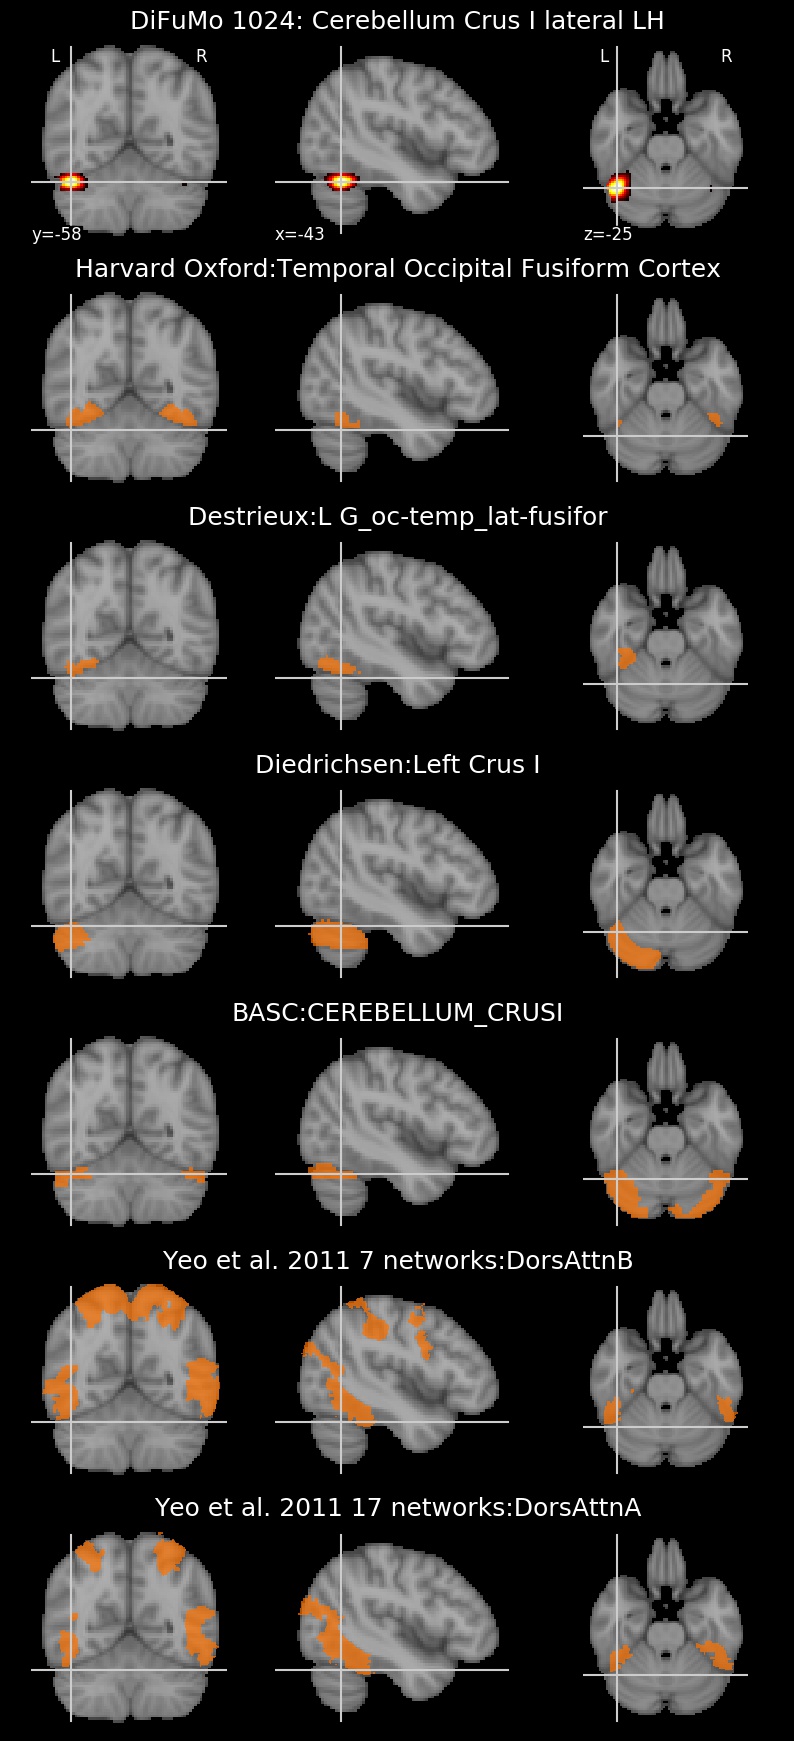 DiFuMo 1024: Cerebellum Crus I lateral LH
L R L R
y=-58 x=-43 z=-25
Harvard Oxford:Temporal Occipital Fusiform Cortex
Destrieux:L G_oc-temp_lat-fusifor
Diedrichsen:Left Crus I
BASC:CEREBELLUM_CRUSI
Yeo et al. 2011 7 networks:DorsAttnB
Yeo et al. 2011 17 networks:DorsAttnA